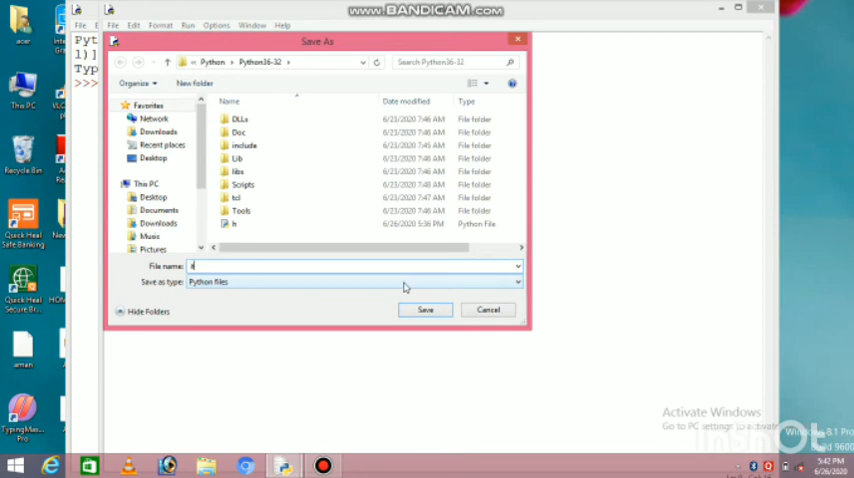 www.BANDICAM.com
File File Edit Format Run Options Window Help
Pyt
l)]
Typ
>>>
Save As
Python
Python36-32
Search Python36-32
Organize
New folder
Favorites
Network
Downloads
Recent places
Desktop
This PC
Desktop
Documents
Downloads
Music
Pictures
Name Date modified Type
DLLs 6/23/2020 7:46 AM File folder
Doc 6/23/2020 7:46 AM File folder
include 6/23/2020 7:45 AM File folder
Lib 6/23/2020 7:46 AM File folder
libs 6/23/2020 7:46 AM File folder
Scripts 6/23/2020 7:48 AM File folder
tcl 6/23/2020 7:47 AM File folder
Tools 6/23/2020 7:46 AM File folder
h 6/26/2020 5:36 PM Python File
File name: a
Save as type: Python files
Hide Folders
Save
Cancel
acer
This PC
Recycle Bin
Quick Heal
Safe Banking
Quick Heal
Secure Br...
aman
TypingMas...
Pro
Activate Windows
Go to PC settings to activate
InShOt
Windows 8.1 Pro
Build 9600
5:42 PM
6/26/2020